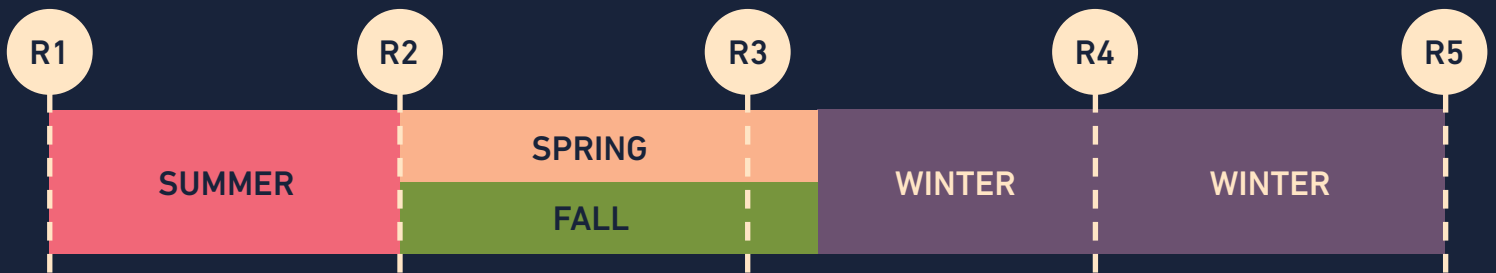 R1 R2 R3 R4 R5
SPRING
SUMMER WINTER WINTER
FALL